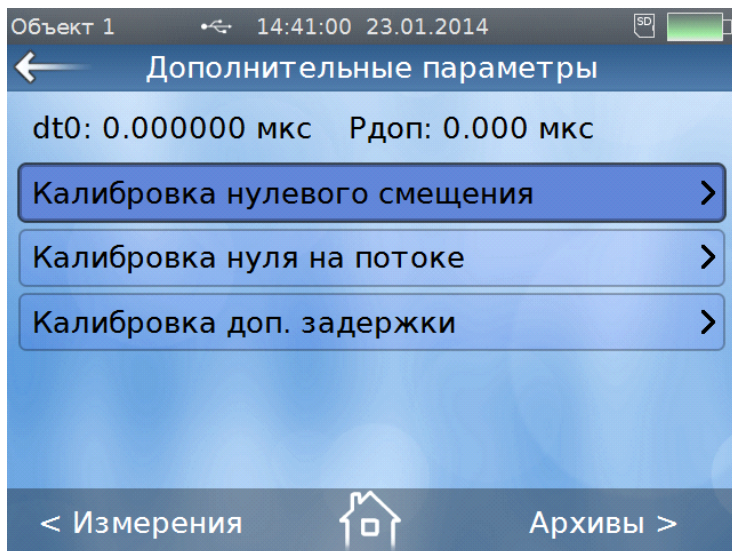 Объект 1 14:41:00 23.01.2014 SD
Дополнительные параметры
dt0: 0.000000 мкс Pдоп: 0.000 мкс
Калибровка нулевого смещения >
Калибровка нуля на потоке >
Калибровка доп. задержки >
< Измерения Архивы >